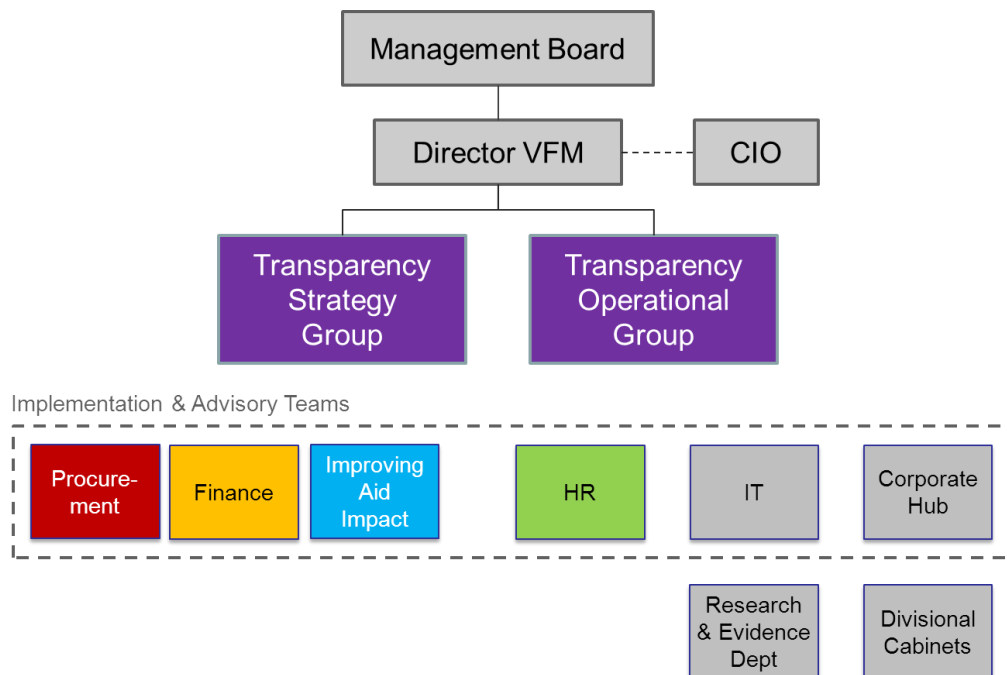 Management Board
Director VFM
CIO
Transparency
Strategy
Group
Transparency
Operational
Group
Implementation & Advisory Teams
Procure-
ment
Finance
Improving
Aid
Impact
HR
IT
Corporate
Hub
Research
& Evidence
Dept
Divisional
Cabinets